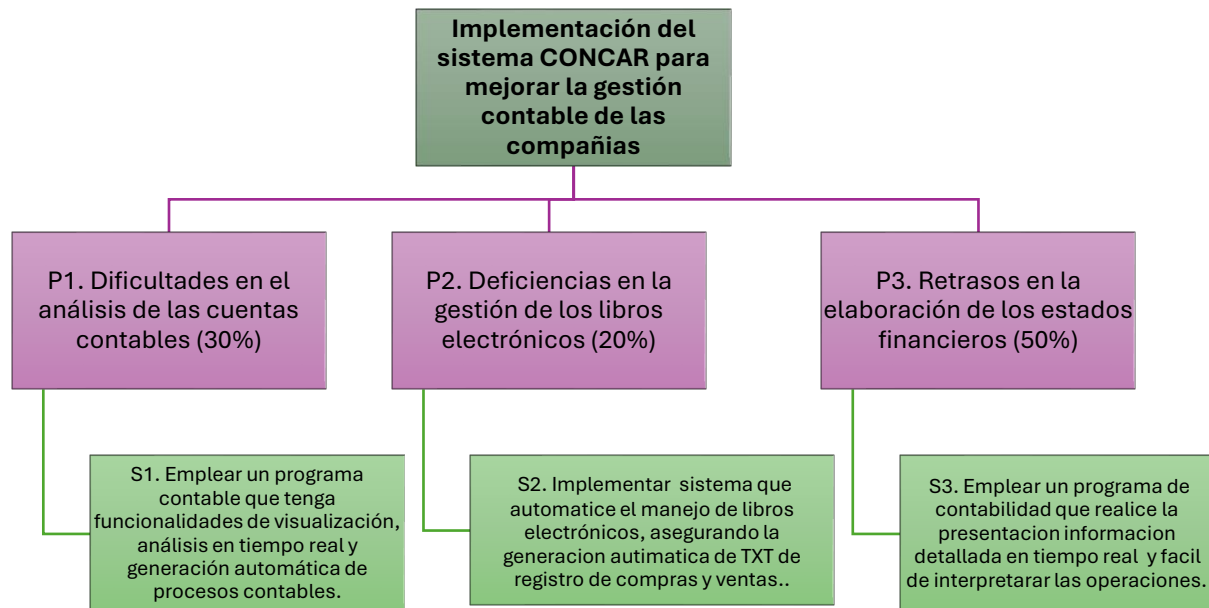 Implementación del
sistema CONCAR para
mejorar la gestión
contable de las
compañias
P1. Dificultades en el
análisis de las cuentas
contables (30%)
P2. Deficiencias en la
gestión de los libros
electrónicos (20%)
P3. Retrasos en la
elaboración de los estados
financieros (50%)
S1. Emplear un programa
contable que tenga
funcionalidades de visualización,
análisis en tiempo real y
generación automática de
procesos contables.
S2. Implementar sistema que
automatice el manejo de libros
electrónicos, asegurando la
generacion autimatica de TXT de
registro de compras y ventas..
S3. Emplear un programa de
contabilidad que realice la
presentacion informacion
detallada en tiempo real y facil
de interpretarar las operaciones.